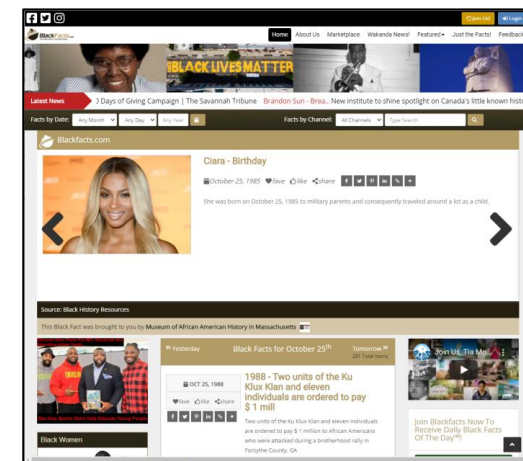 Join Us!
Login
BlackFacts.com
Home About Us Marketplace Wakanda News! Featured Just the Facts! Feedback
BLACK LIVES MATTER
Latest News
3 Days of Giving Campaign | The Savannah Tribune Brandon Sun - Brea... New institute to shine spotlight on Canada's little known histo
Facts by Date: Any Month Any Day Any Year Facts by Channel: All Channels Type Search
Blackfacts.com
Ciara - Birthday
October 25, 1985 fave like share
She was born on October 25, 1985 to military parents and consequently traveled around a lot as a child.
Source: Black History Resources
This Black Fact was brought to you by Museum of African American History in Massachusetts
Yesterday Black Facts for October 25th Tomorrow
281 Total Items
OCT 25, 1988
fave like share
1988 - Two units of the Ku
Klux Klan and eleven
individuals are ordered to pay
$ 1 mill
Two units of the Ku Klux Klan and eleven individuals
are ordered to pay $ 1 million to African Americans
who were attacked during a brotherhood rally in
Forsythe County, GA
Black Women
Join Us, Tia Mo...
Join Blackfacts Now To
Receive Daily Black Facts
Of The Day™!